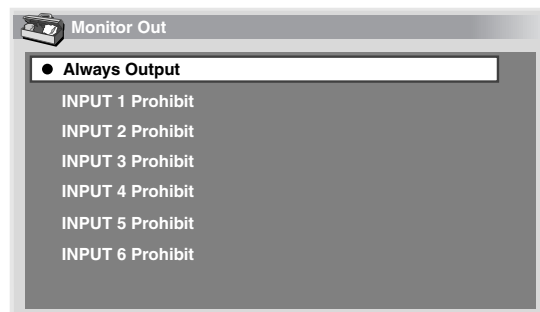 Monitor Out
● Always Output
INPUT 1 Prohibit
INPUT 2 Prohibit
INPUT 3 Prohibit
INPUT 4 Prohibit
INPUT 5 Prohibit
INPUT 6 Prohibit